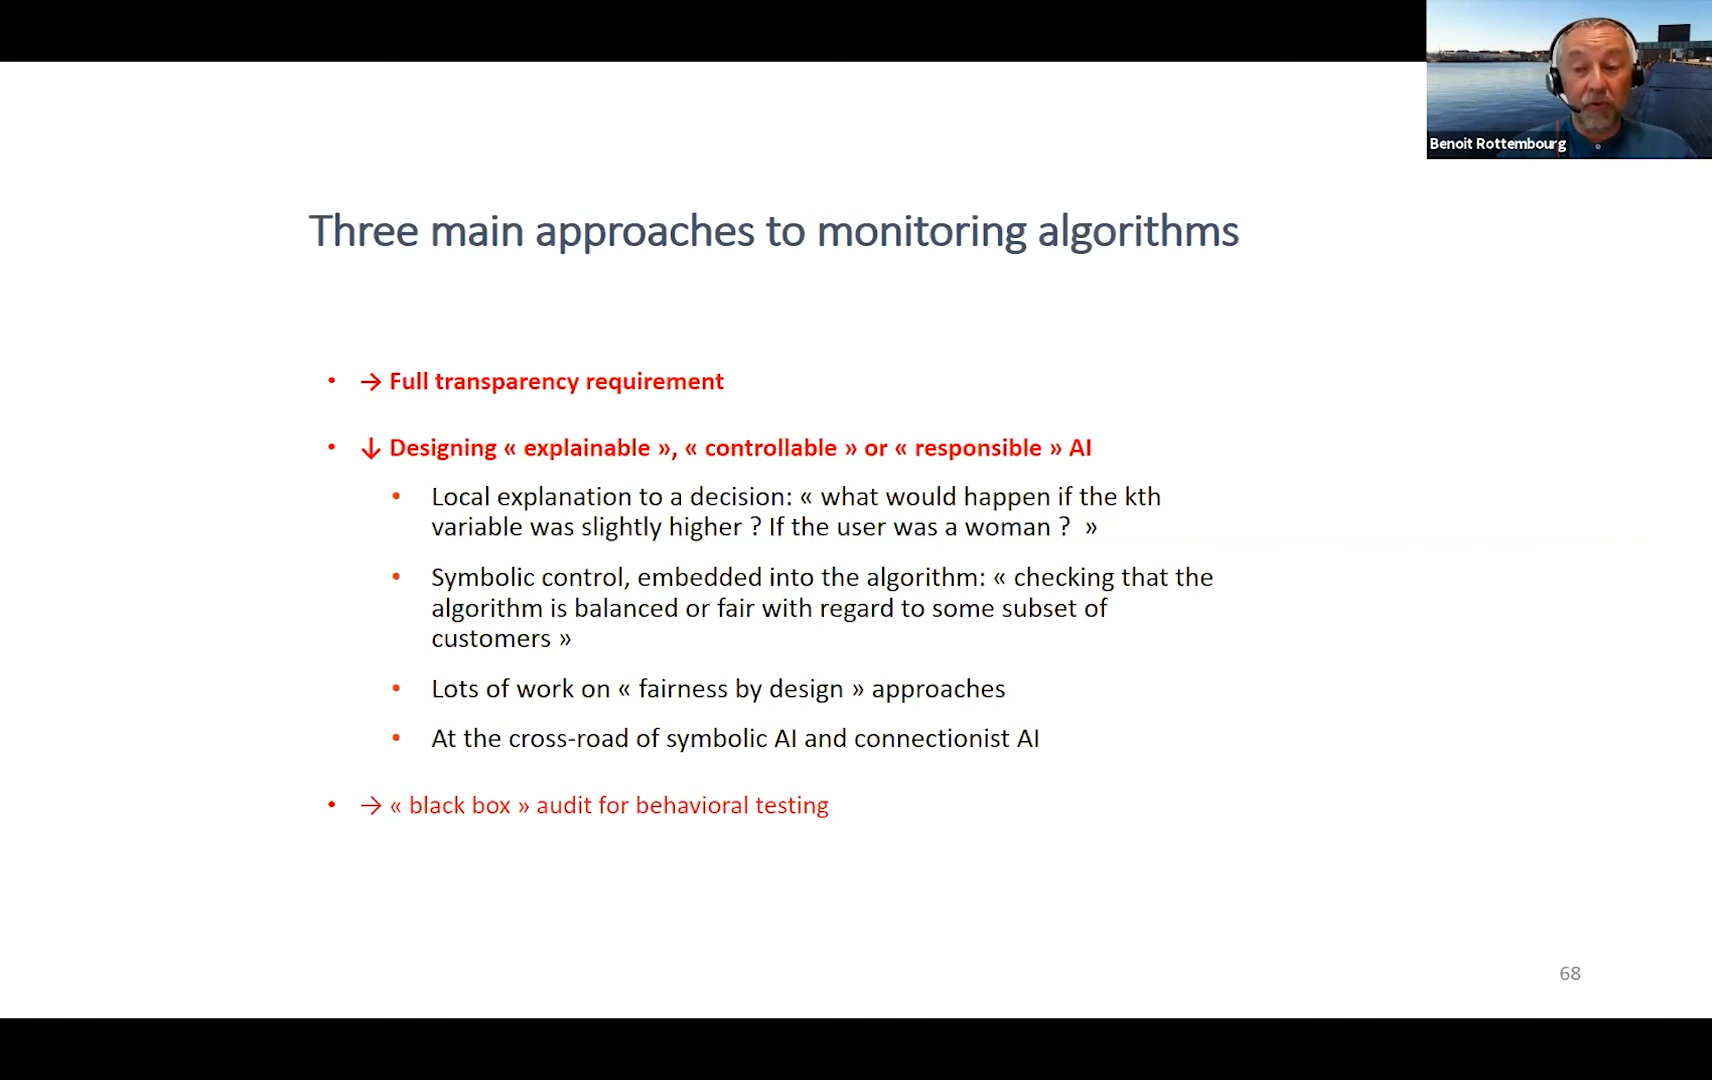 Benoit Rottembourg
Three main approaches to monitoring algorithms
• → Full transparency requirement
• ↓ Designing « explainable », « controllable » or « responsible » AI
• Local explanation to a decision: « what would happen if the kth
variable was slightly higher ? If the user was a woman ? »
• Symbolic control, embedded into the algorithm: « checking that the
algorithm is balanced or fair with regard to some subset of
customers »
• Lots of work on « fairness by design » approaches
• At the cross-road of symbolic AI and connectionist AI
• → « black box » audit for behavioral testing
68